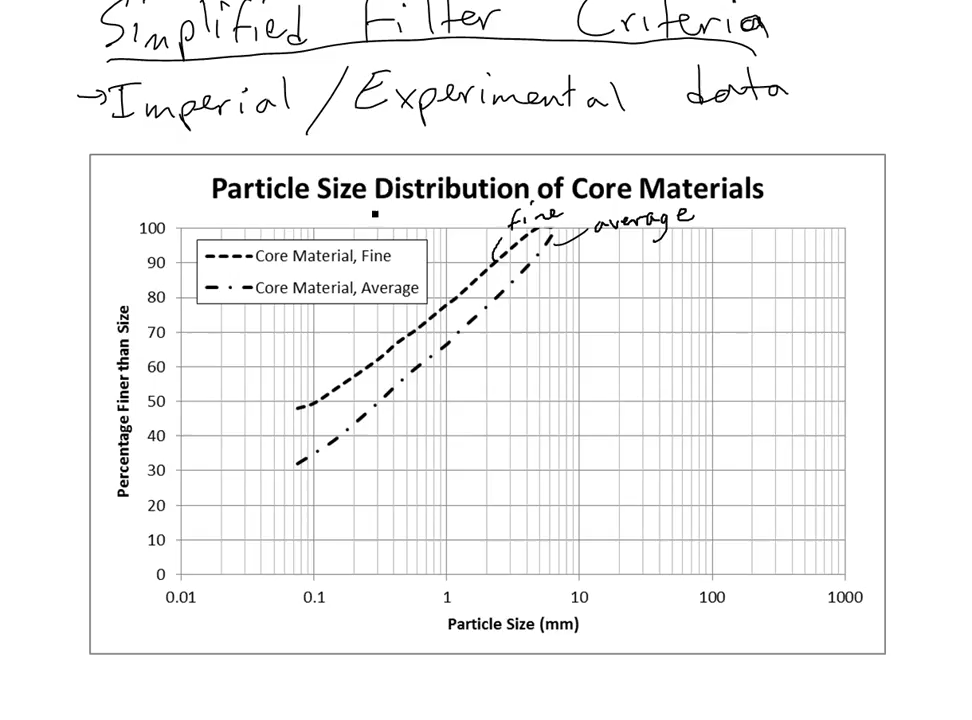 Simplified Filter Criteria
→Imperial / Experimental data
Particle Size Distribution of Core Materials
fine average
Core Material, Fine
Core Material, Average
Percentage Finer than Size
100
90
80
70
60
50
40
30
20
10
0
0.01 0.1 1 10 100 1000
Particle Size (mm)